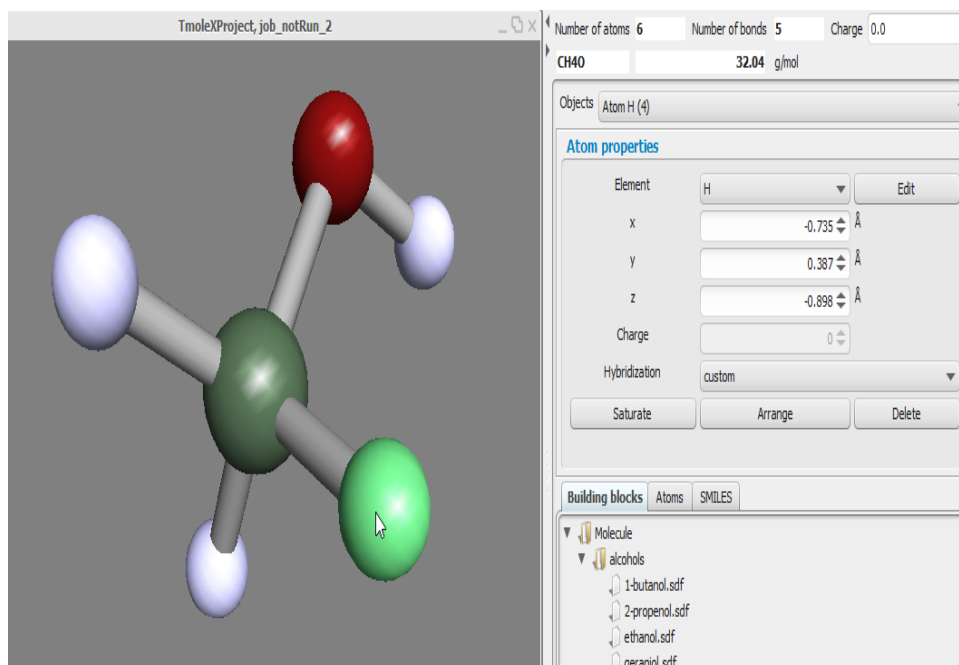 TmoleXProject, job_notRun_2
Number of atoms 6 Number of bonds 5 Charge 0.0
CH4O 32.04 g/mol
Objects Atom H (4)
Atom properties
Element H Edit
x -0.735 Å
y 0.387 Å
z -0.898 Å
Charge 0
Hybridization custom
Saturate Arrange Delete
Building blocks Atoms SMILES
Molecule
alcohols
1-butanol.sdf
2-propenol.sdf
ethanol.sdf
geraniol.sdf